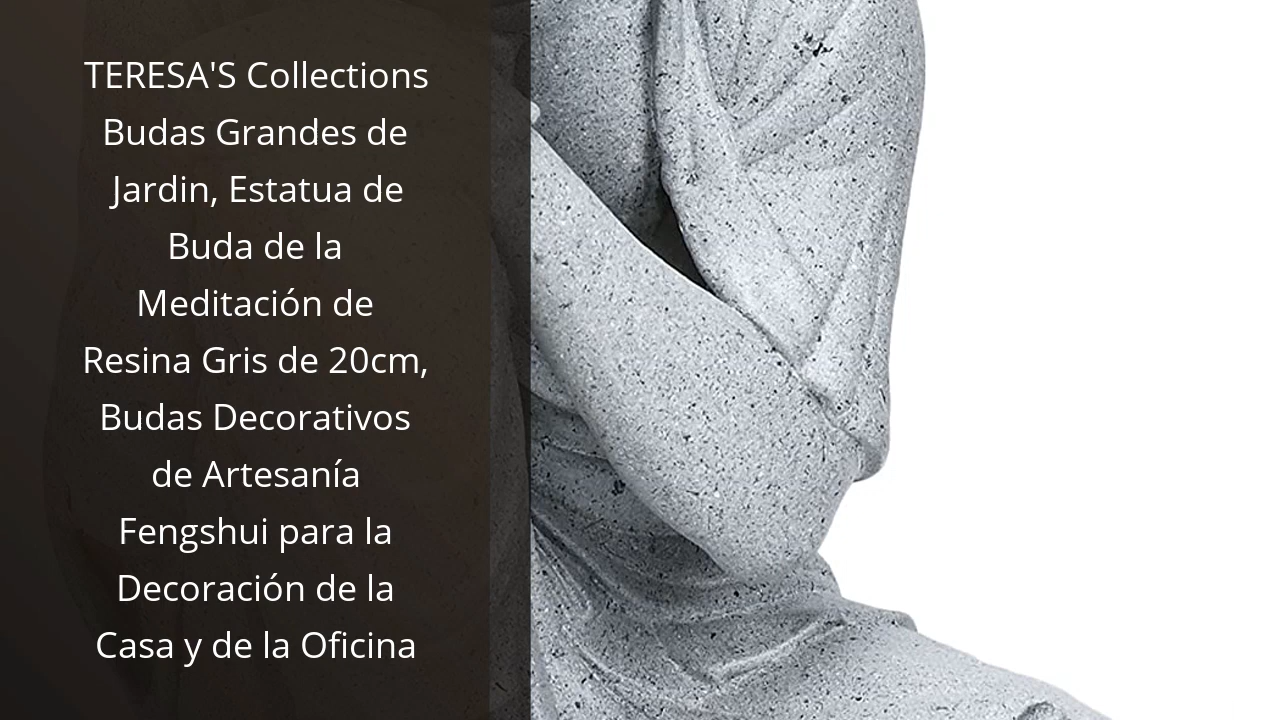 TERESA'S Collections
Budas Grandes de
Jardin, Estatua de
Buda de la
Meditación de
Resina Gris de 20cm,
Budas Decorativos
de Artesanía
Fengshui para la
Decoración de la
Casa y de la Oficina